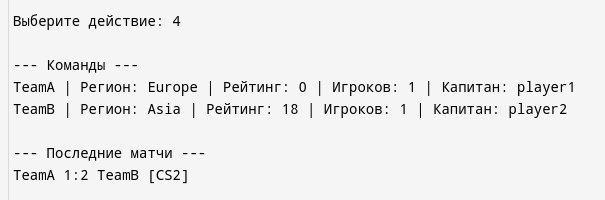 Выберите действие: 4
--- Команды ---
TeamA | Регион: Europe | Рейтинг: 0 | Игроков: 1 | Капитан: player1
TeamB | Регион: Asia | Рейтинг: 18 | Игроков: 1 | Капитан: player2
--- Последние матчи ---
TeamA 1:2 TeamB [CS2]